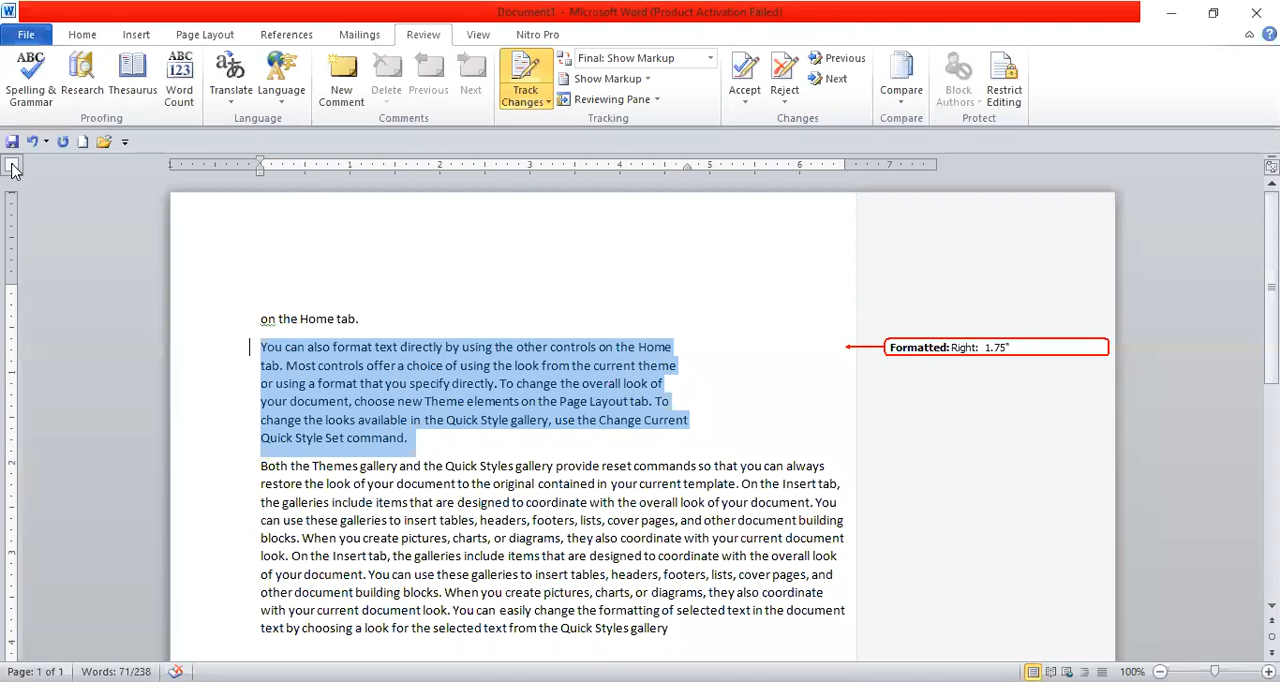 Document1 - Microsoft Word (Product Activation Failed)
File Home Insert Page Layout References Mailings Review View Nitro Pro
Spelling & Grammar
Research
Thesaurus
Word Count
Proofing
Translate
Language
Language
New Comment
Delete
Previous
Next
Comments
Track Changes
Final: Show Markup
Show Markup
Reviewing Pane
Tracking
Accept
Reject
Previous
Next
Changes
Compare
Compare
Block Authors
Restrict Editing
Protect
1 1 2 3 4 5 6 7
on the Home tab.
You can also format text directly by using the other controls on the Home
tab. Most controls offer a choice of using the look from the current theme
or using a format that you specify directly. To change the overall look of
your document, choose new Theme elements on the Page Layout tab. To
change the looks available in the Quick Style gallery, use the Change Current
Quick Style Set command.
Formatted: Right: 1.75"
Both the Themes gallery and the Quick Styles gallery provide reset commands so that you can always
restore the look of your document to the original contained in your current template. On the Insert tab,
the galleries include items that are designed to coordinate with the overall look of your document. You
can use these galleries to insert tables, headers, footers, lists, cover pages, and other document building
blocks. When you create pictures, charts, or diagrams, they also coordinate with your current document
look. On the Insert tab, the galleries include items that are designed to coordinate with the overall look
of your document. You can use these galleries to insert tables, headers, footers, lists, cover pages, and
other document building blocks. When you create pictures, charts, or diagrams, they also coordinate
with your current document look. You can easily change the formatting of selected text in the document
text by choosing a look for the selected text from the Quick Styles gallery
Page: 1 of 1 Words: 71/238 100%